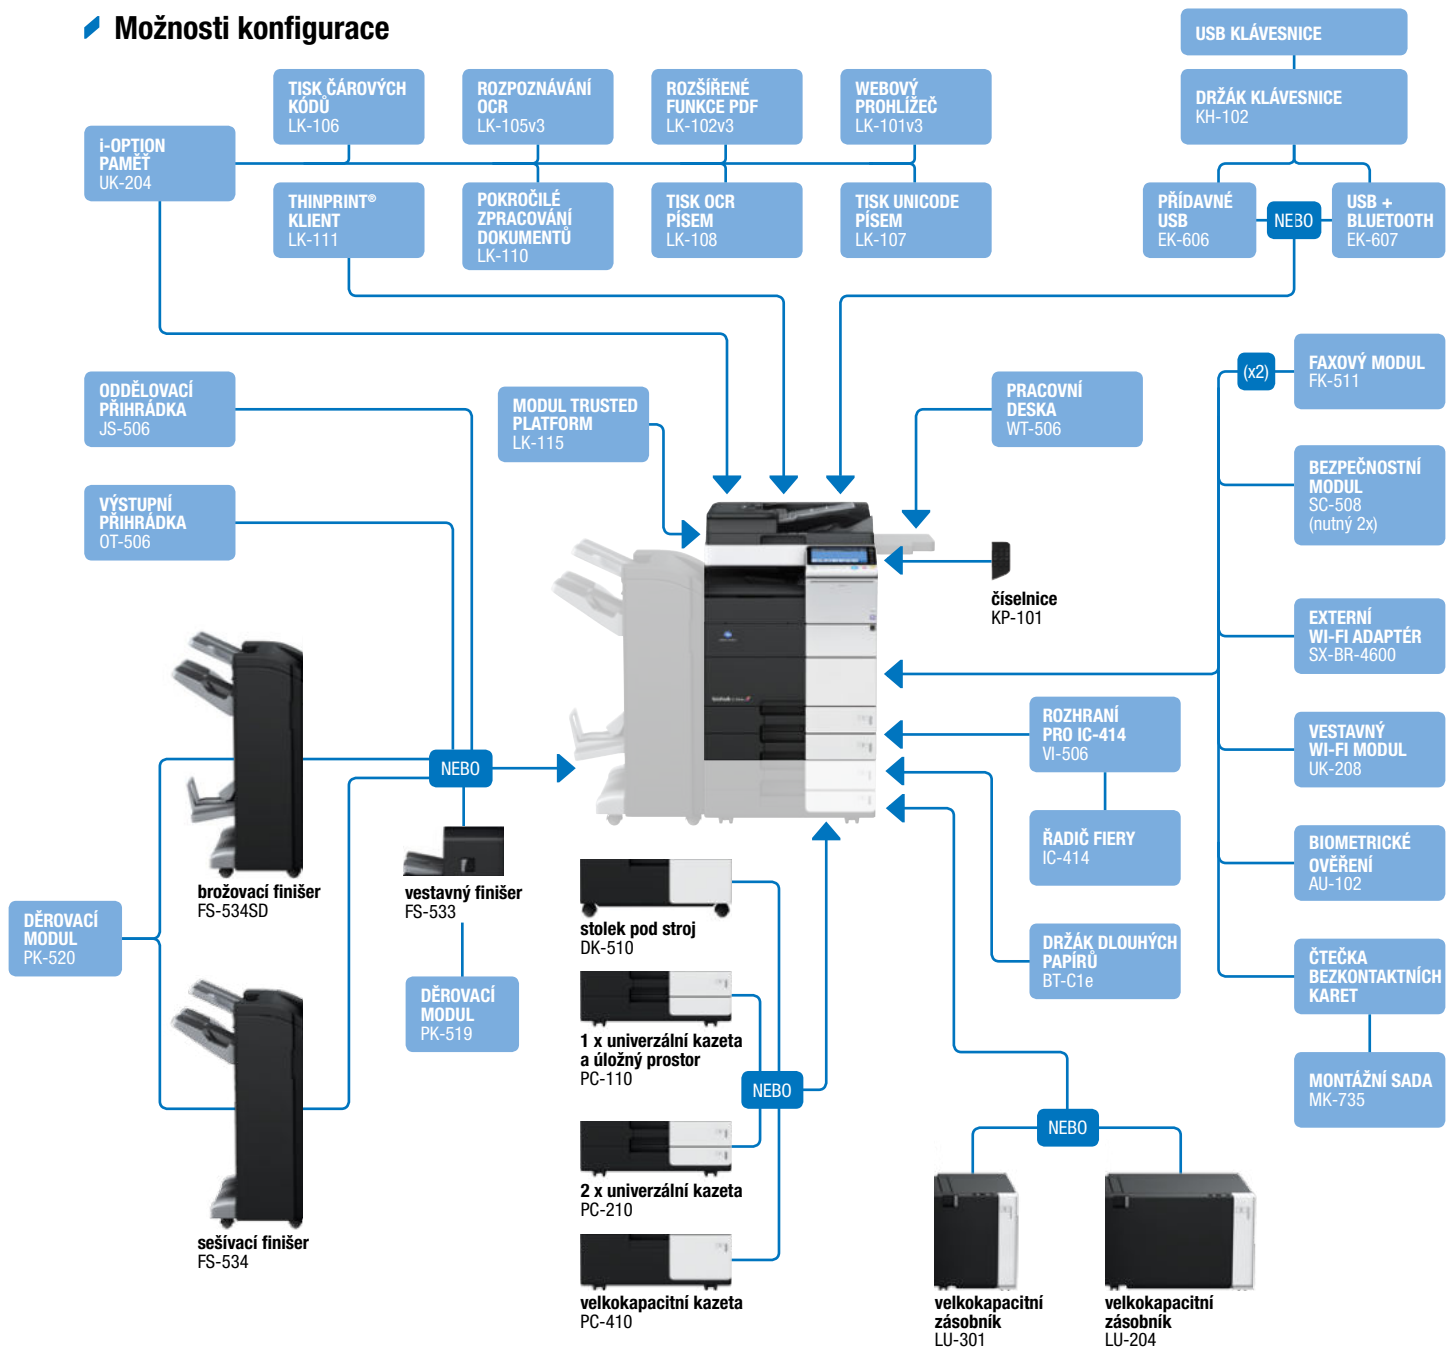 Možnosti konfigurace
USB KLÁVESNICE
DRŽÁK KLÁVESNICE
KH-102
TISK ČÁROVÝCH
KÓDŮ
LK-106
ROZPOZNÁVÁNÍ
OCR
LK-105v3
ROZŠÍŘENÉ
FUNKCE PDF
LK-102v3
WEBOVÝ
PROHLÍŽEČ
LK-101v3
i-OPTION
PAMĚŤ
UK-204
THINPRINT®
KLIENT
LK-111
POKROČILÉ
ZPRACOVÁNÍ
DOKUMENTŮ
LK-110
TISK OCR
PÍSEM
LK-108
TISK UNICODE
PÍSEM
LK-107
PŘÍDAVNÉ
USB
EK-606
NEBO
USB +
BLUETOOTH
EK-607
ODDĚLOVACÍ
PŘIHRÁDKA
JS-506
MODUL TRUSTED
PLATFORM
LK-115
PRACOVNÍ
DESKA
WT-506
(x2)
FAXOVÝ MODUL
FK-511
VÝSTUPNÍ
PŘIHRÁDKA
OT-506
BEZPEČNOSTNÍ
MODUL
SC-508
(nutný 2x)
číselnice
KP-101
EXTERNÍ
WI-FI ADAPTÉR
SX-BR-4600
ROZHRANÍ
PRO IC-414
VI-506
VESTAVNÝ
WI-FI MODUL
UK-208
NEBO
ŘADIČ FIERY
IC-414
BIOMETRICKÉ
OVĚŘENÍ
AU-102
brožovací finišer
FS-534SD
vestavný finišer
FS-533
DĚROVACÍ
MODUL
PK-520
stolek pod stroj
DK-510
DRŽÁK DLOUHÝCH
PAPÍRŮ
BT-C1e
ČTEČKA
BEZKONTAKTNÍCH
KARET
DĚROVACÍ
MODUL
PK-519
1 x univerzální kazeta
a úložný prostor
PC-110
NEBO
MONTÁŽNÍ SADA
MK-735
NEBO
2 x univerzální kazeta
PC-210
sešívací finišer
FS-534
velkokapacitní kazeta
PC-410
velkokapacitní
zásobník
LU-301
velkokapacitní
zásobník
LU-204